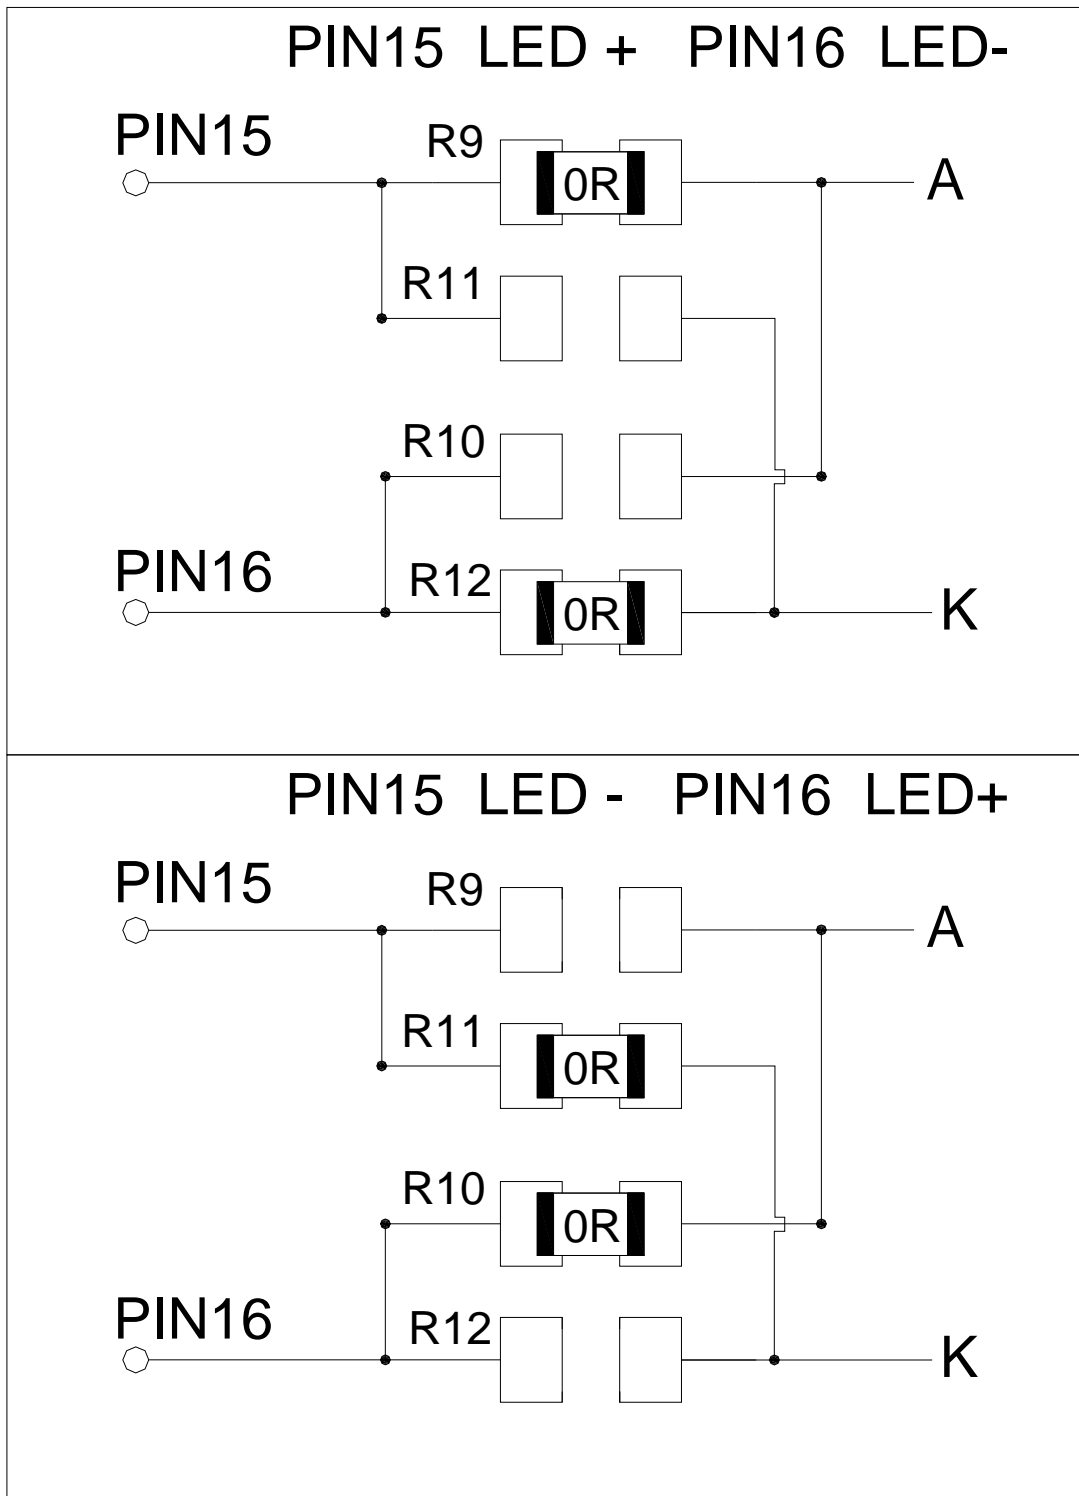 PIN15 LED + PIN16 LED-
PIN15
R9
0R
A
R11
R10
PIN16
R12
0R
K
PIN15 LED - PIN16 LED+
PIN15
R9
A
R11
0R
R10
0R
PIN16
R12
K